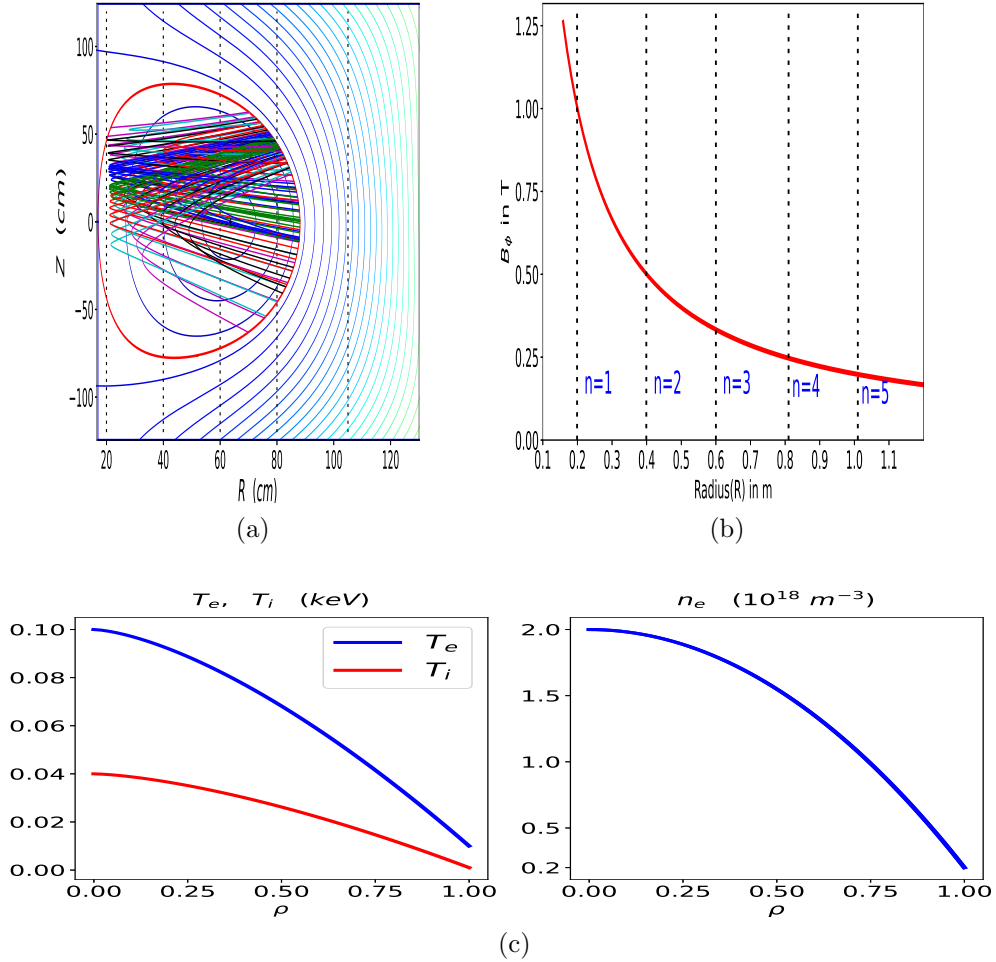 100
50
0
−50
−100
Z (cm)
20 40 60 80 100 120
R (cm)
(a)
1.25
1.00
0.75
0.50
0.25
0.00
B_Φ in T
n=1 n=2 n=3 n=4 n=5
0.1 0.2 0.3 0.4 0.5 0.6 0.7 0.8 0.9 1.0 1.1
Radius(R) in m
(b)
T_e, T_i (keV)
0.10
0.08
0.06
0.04
0.02
0.00
T_e
T_i
0.00 0.25 0.50 0.75 1.00
ρ
n_e (10^18 m^−3)
2.0
1.5
1.0
0.5
0.2
0.00 0.25 0.50 0.75 1.00
ρ
(c)